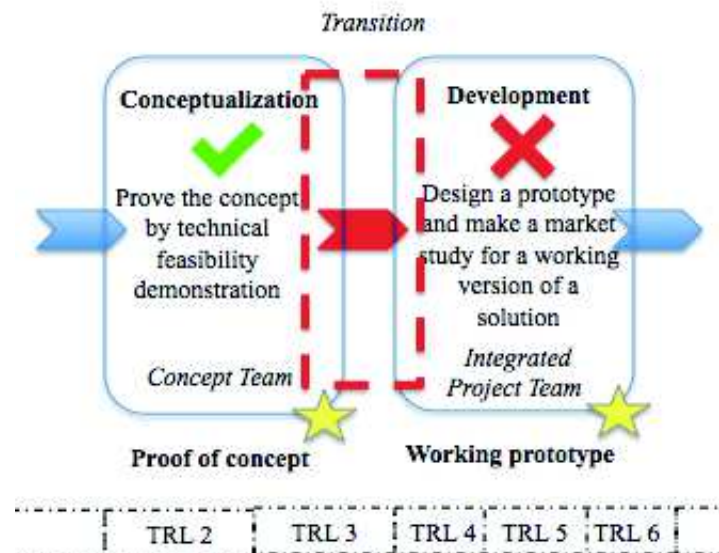 Transition
Conceptualization
Prove the concept
by technical
feasibility
demonstration
Concept Team
Proof of concept
Development
Design a prototype
and make a market
study for a working
version of a
solution
Integrated
Project Team
Working prototype
TRL 2
TRL 3
TRL 4
TRL 5
TRL 6